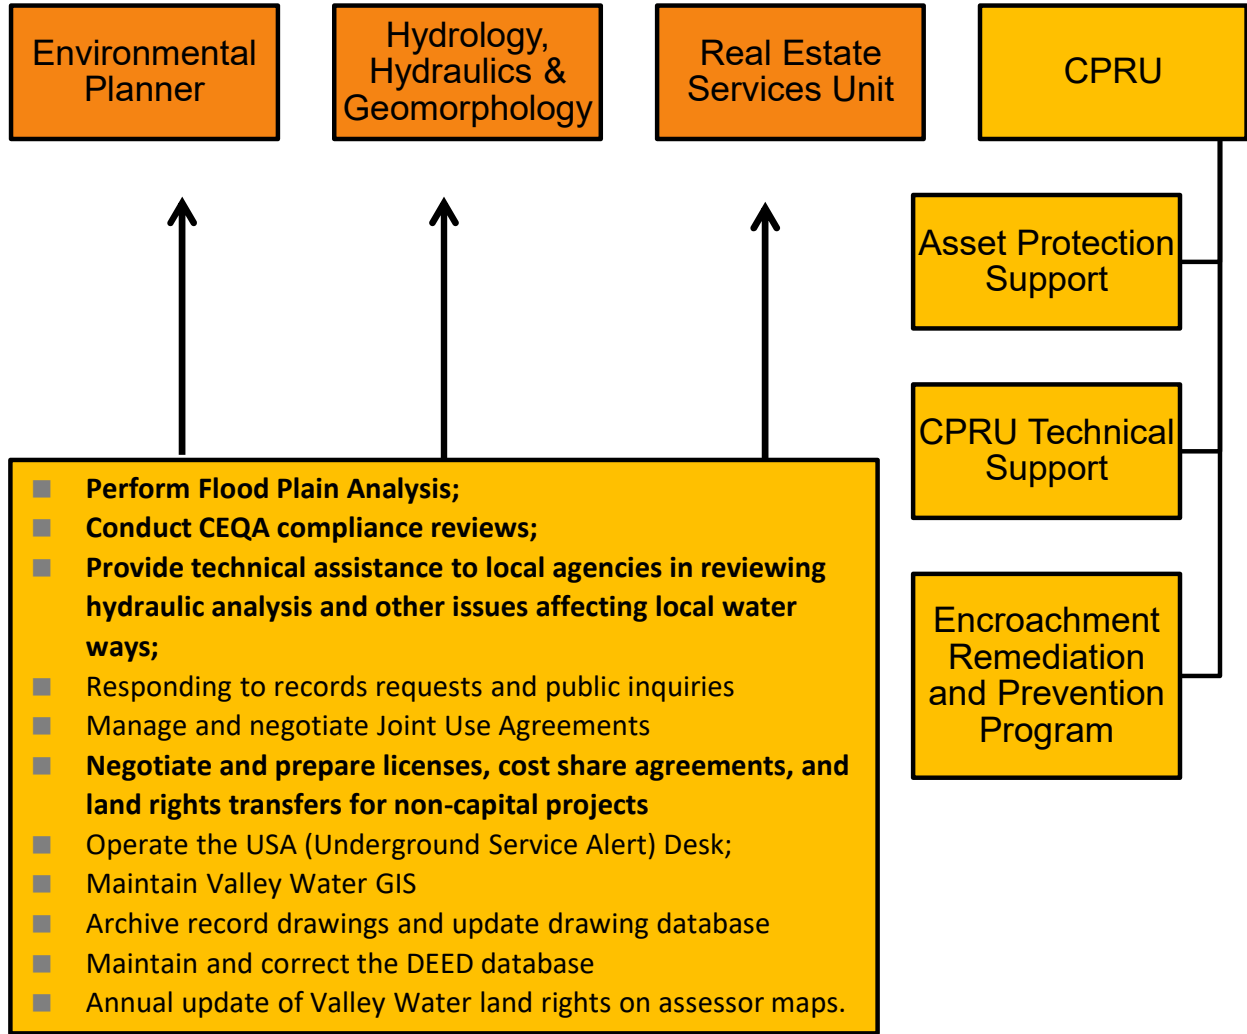 Environmental
Planner
Hydrology,
Hydraulics &
Geomorphology
Real Estate
Services Unit
CPRU
Asset Protection
Support
CPRU Technical
Support
Encroachment
Remediation
and Prevention
Program
Perform Flood Plain Analysis;
Conduct CEQA compliance reviews;
Provide technical assistance to local agencies in reviewing
hydraulic analysis and other issues affecting local water
ways;
Responding to records requests and public inquiries
Manage and negotiate Joint Use Agreements
Negotiate and prepare licenses, cost share agreements, and
land rights transfers for non-capital projects
Operate the USA (Underground Service Alert) Desk;
Maintain Valley Water GIS
Archive record drawings and update drawing database
Maintain and correct the DEED database
Annual update of Valley Water land rights on assessor maps.